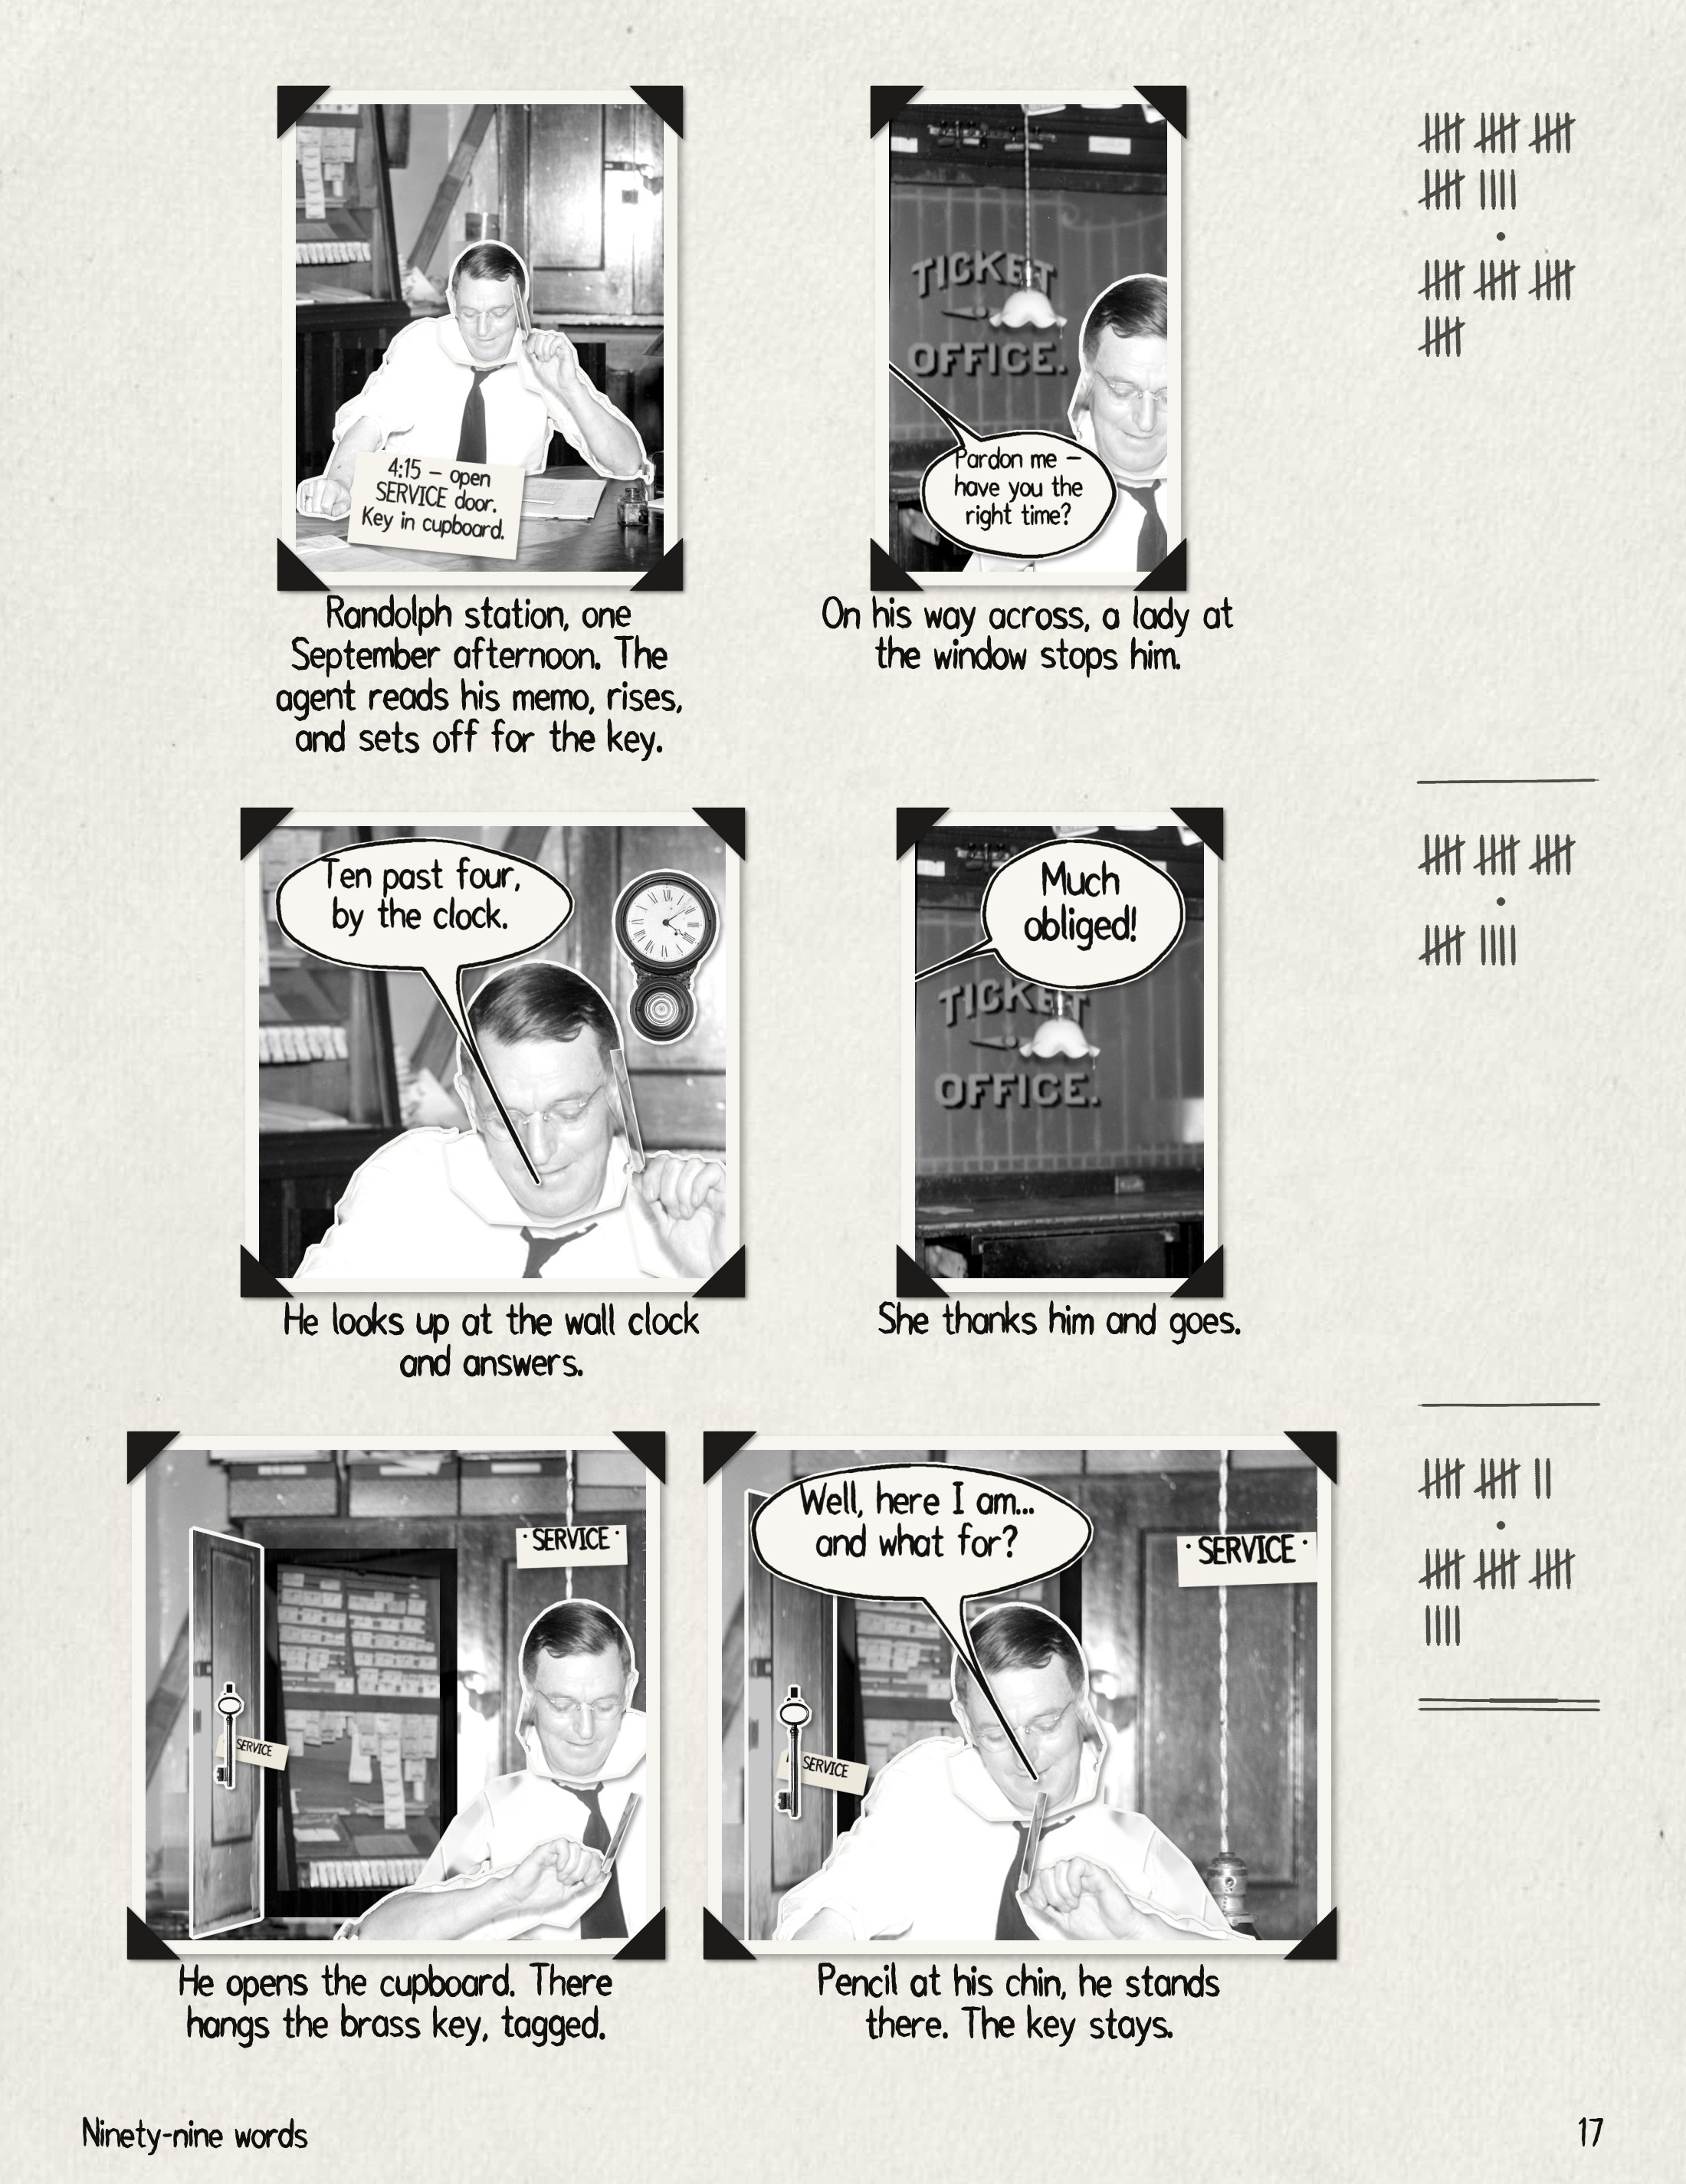 4:15 – open
SERVICE door.
Key in cupboard.
Randolph station, one
September afternoon. The
agent reads his memo, rises,
and sets off for the key.
TICKET
OFFICE.
Pardon me –
have you the
right time?
On his way across, a lady at
the window stops him.
Ten past four,
by the clock.
He looks up at the wall clock
and answers.
Much
obliged!
TICKET
OFFICE.
She thanks him and goes.
· SERVICE ·
SERVICE
He opens the cupboard. There
hangs the brass key, tagged.
Well, here I am...
and what for?
· SERVICE ·
SERVICE
Pencil at his chin, he stands
there. The key stays.
Ninety-nine words
17